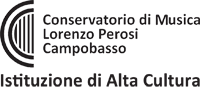 Conservatorio di Musica
Lorenzo Perosi
Campobasso
Istituzione di Alta Cultura